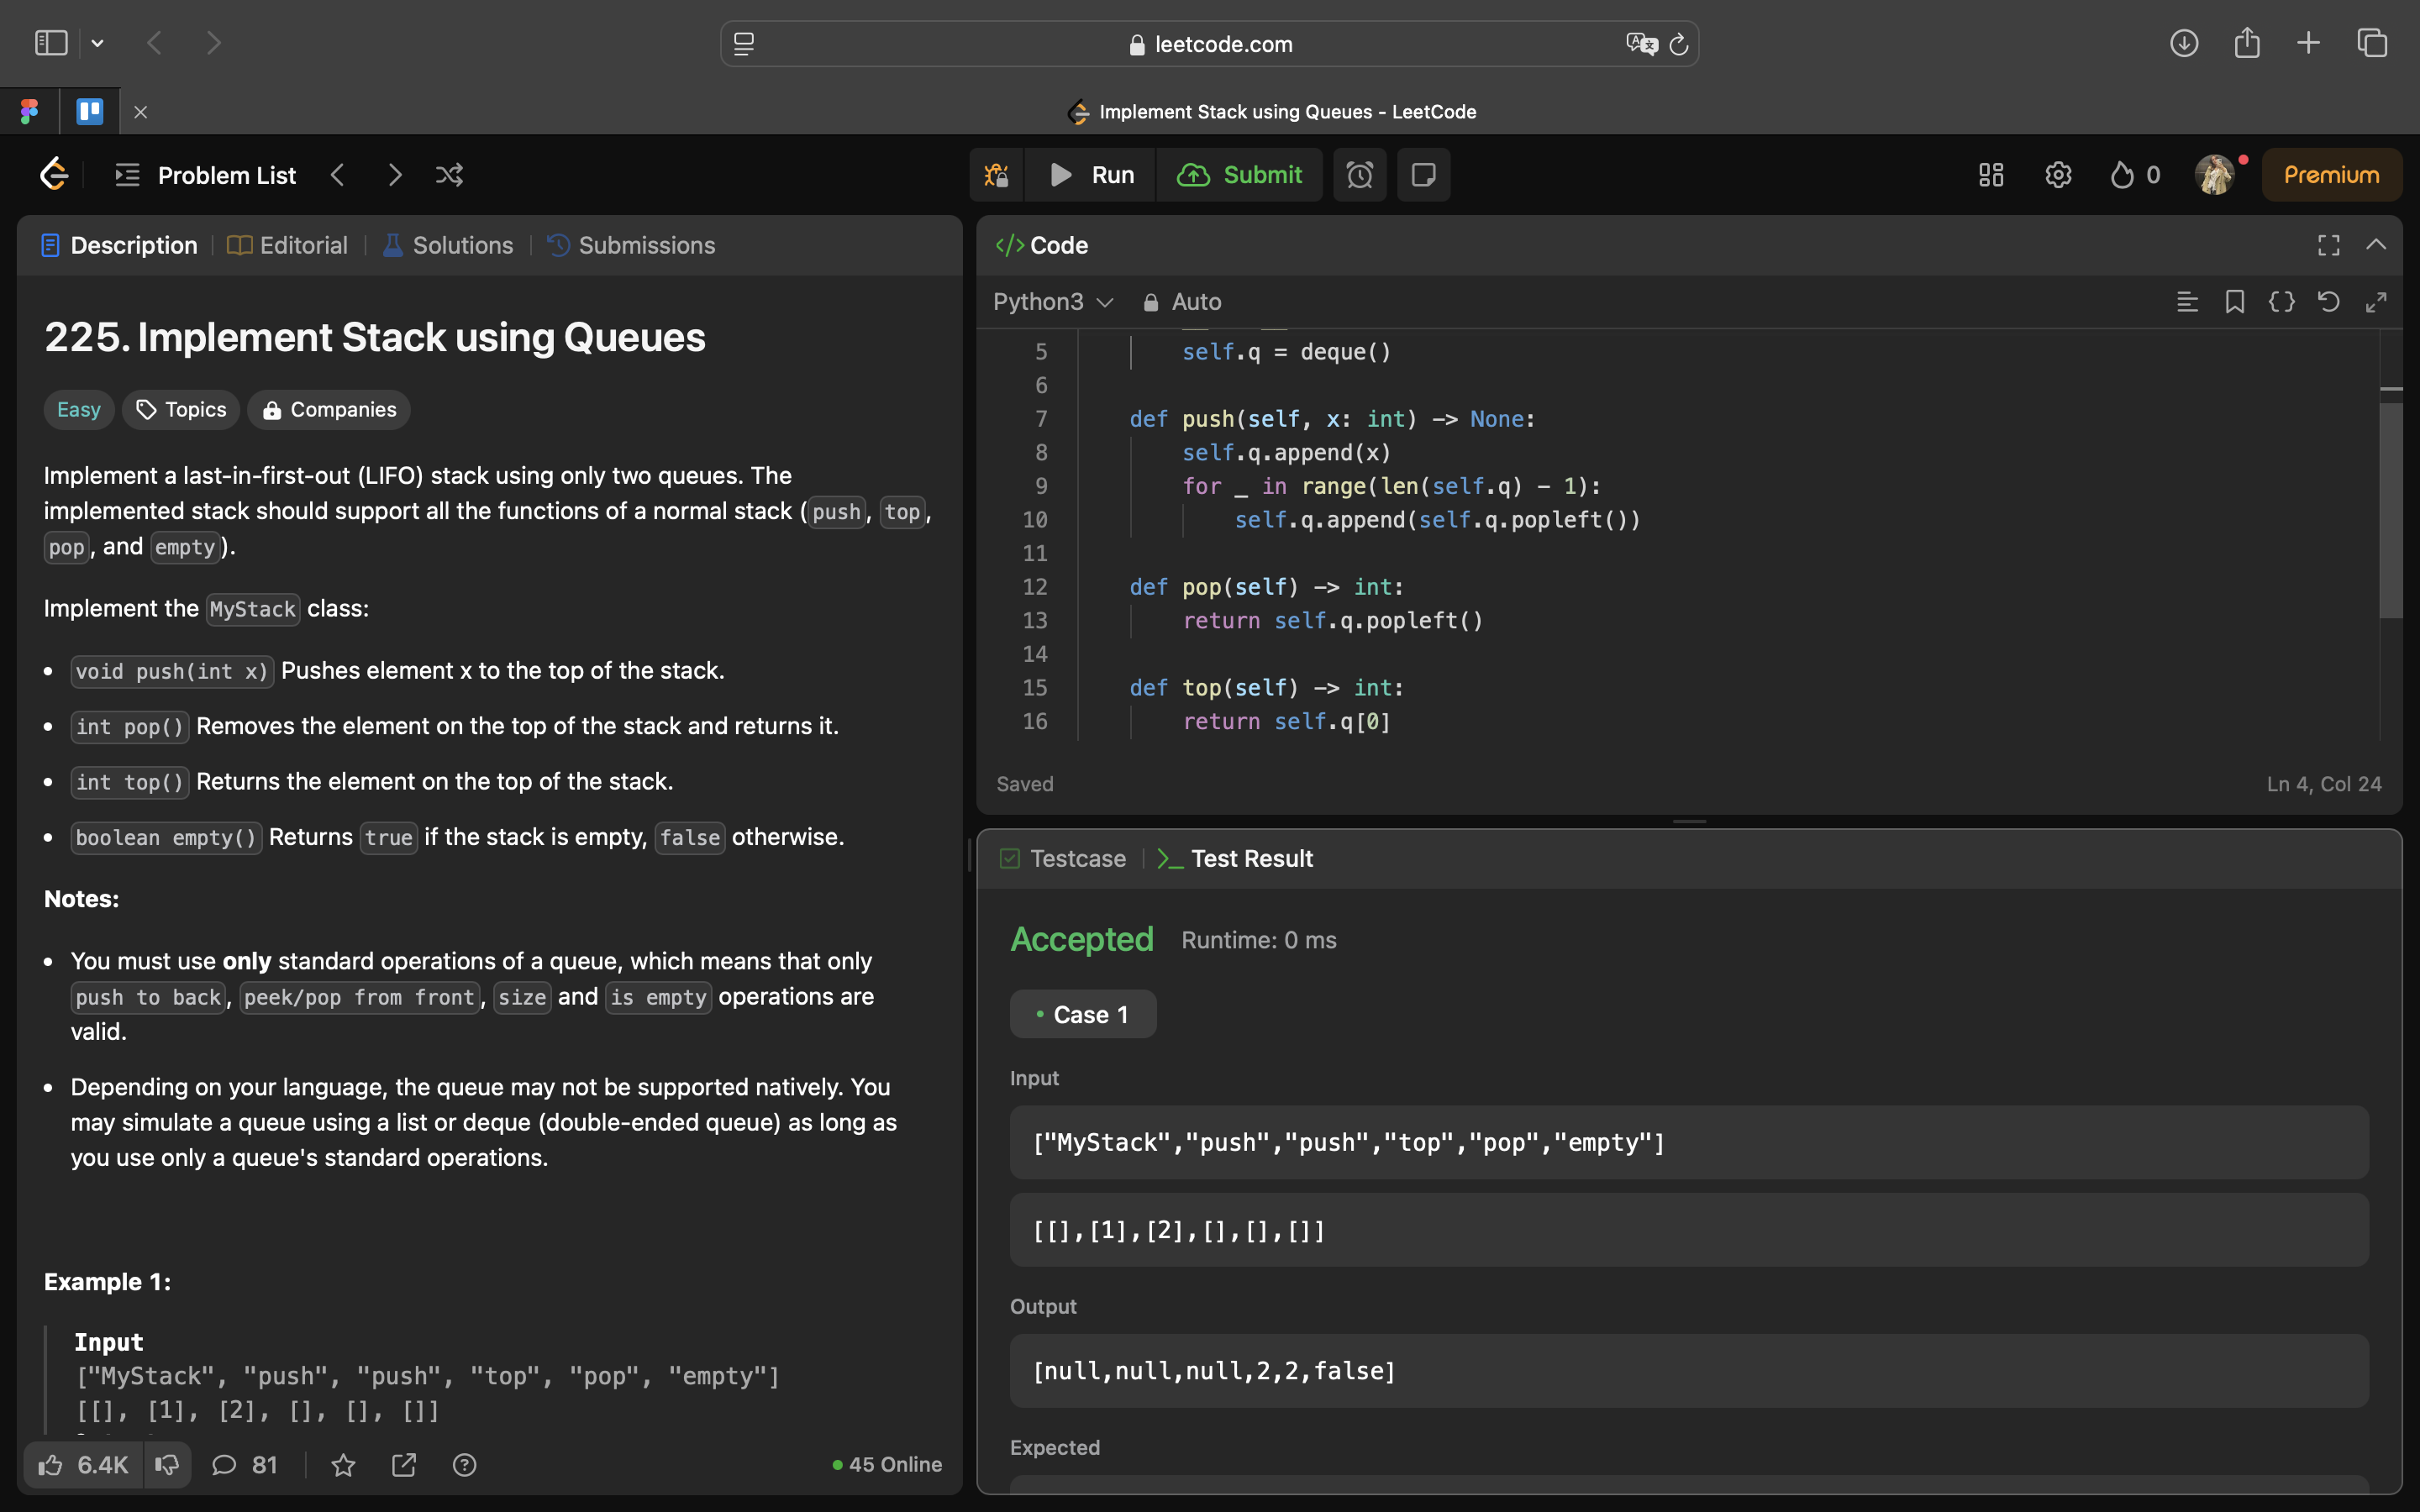 leetcode.com
Implement Stack using Queues - LeetCode
Problem List
Run
Submit
0
Premium
Description
Editorial
Solutions
Submissions
225. Implement Stack using Queues
Easy
Topics
Companies
Implement a last-in-first-out (LIFO) stack using only two queues. The
implemented stack should support all the functions of a normal stack (push, top,
pop, and empty).
Implement the MyStack class:
• void push(int x) Pushes element x to the top of the stack.
• int pop() Removes the element on the top of the stack and returns it.
• int top() Returns the element on the top of the stack.
• boolean empty() Returns true if the stack is empty, false otherwise.
Notes:
• You must use only standard operations of a queue, which means that only
push to back, peek/pop from front, size and is empty operations are
valid.
• Depending on your language, the queue may not be supported natively. You
may simulate a queue using a list or deque (double-ended queue) as long as
you use only a queue's standard operations.
Example 1:
Input
["MyStack", "push", "push", "top", "pop", "empty"]
[[], [1], [2], [], [], []]
6.4K
81
45 Online
Code
Python3
Auto
5 self.q = deque()
6
7 def push(self, x: int) -> None:
8 self.q.append(x)
9 for _ in range(len(self.q) - 1):
10 self.q.append(self.q.popleft())
11
12 def pop(self) -> int:
13 return self.q.popleft()
14
15 def top(self) -> int:
16 return self.q[0]
Saved
Ln 4, Col 24
Testcase
Test Result
Accepted
Runtime: 0 ms
• Case 1
Input
["MyStack","push","push","top","pop","empty"]
[[],[1],[2],[],[],[]]
Output
[null,null,null,2,2,false]
Expected